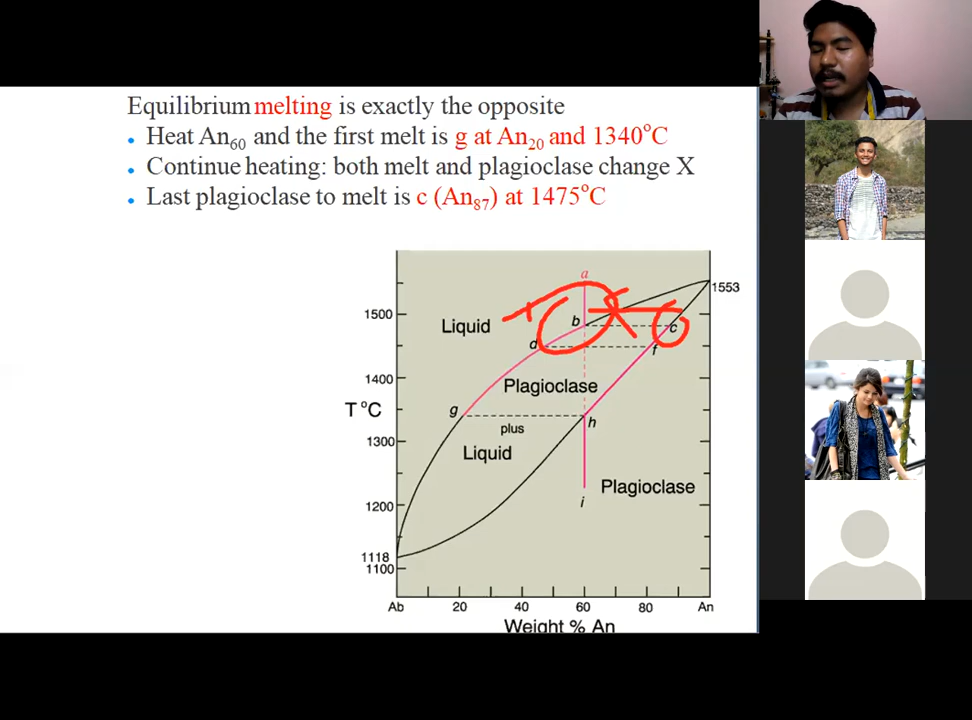 Equilibrium melting is exactly the opposite
• Heat An60 and the first melt is g at An20 and 1340°C
• Continue heating: both melt and plagioclase change X
• Last plagioclase to melt is c (An87) at 1475°C
a
1553
1500
Liquid
b
c
d
f
1400
Plagioclase
T °C
g
h
plus
1300
Liquid
Plagioclase
i
1200
1118
1100
Ab 20 40 60 80 An
Weight % An